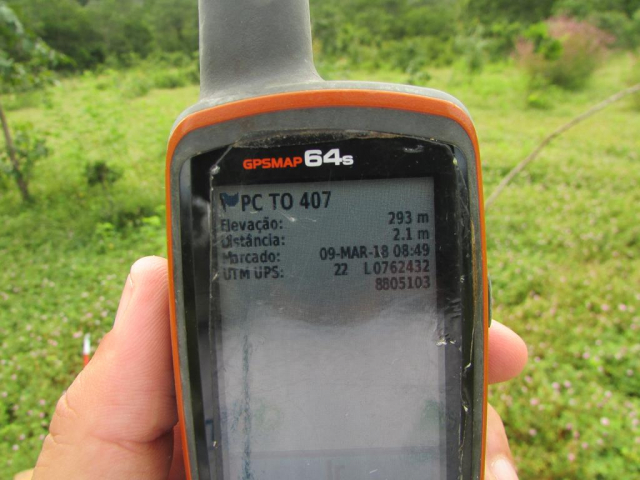 GPSMAP 64s
PC TO 407
Elevação: 293 m
Distância: 2.1 m
Marcado: 09-MAR-18 08:49
UTM UPS: 22 L0762432
8805103